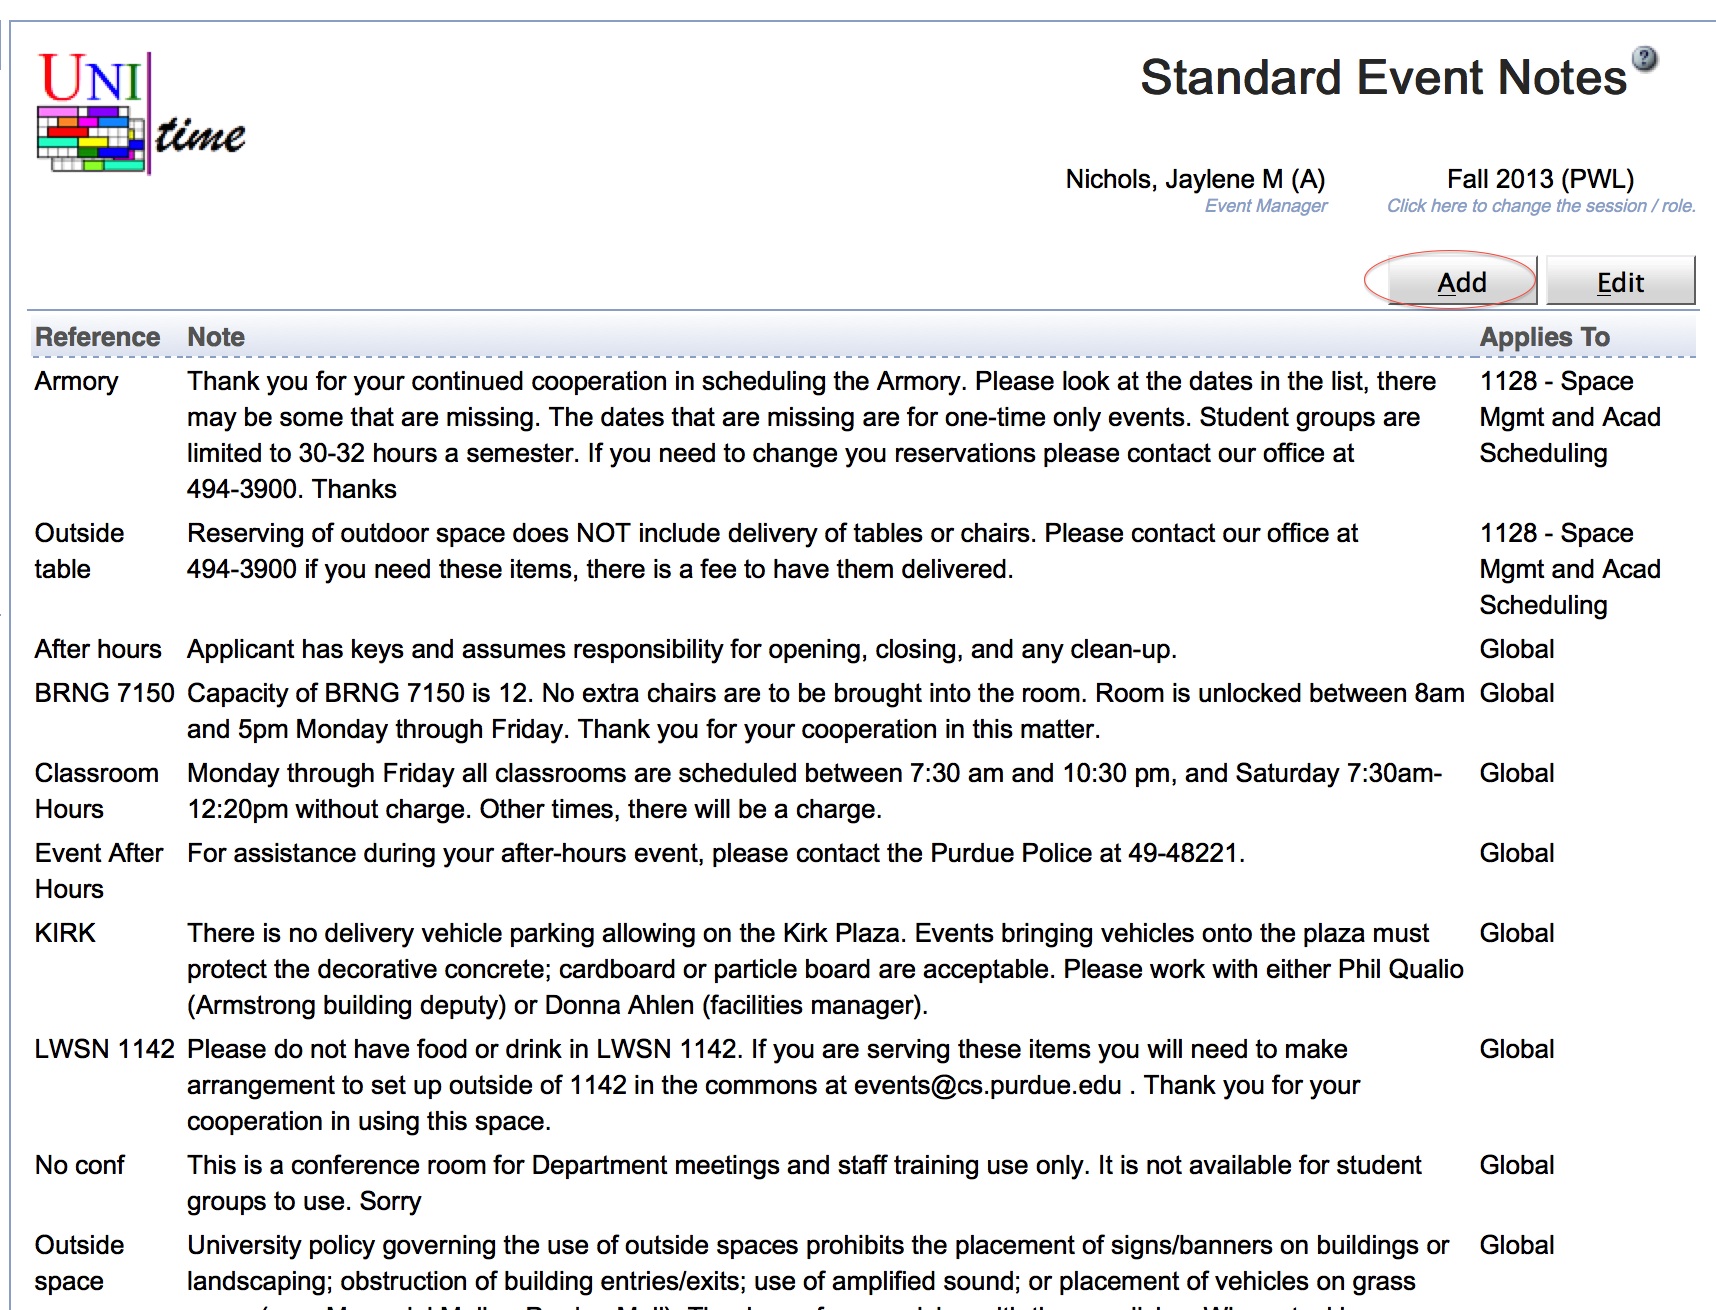 UNI
time
Standard Event Notes
?
Nichols, Jaylene M (A)
Fall 2013 (PWL)
Event Manager
Click here to change the session / role.
Add
Edit
Reference Note Applies To
Armory Thank you for your continued cooperation in scheduling the Armory. Please look at the dates in the list, there 1128 - Space
may be some that are missing. The dates that are missing are for one-time only events. Student groups are Mgmt and Acad
limited to 30-32 hours a semester. If you need to change you reservations please contact our office at Scheduling
494-3900. Thanks
Outside Reserving of outdoor space does NOT include delivery of tables or chairs. Please contact our office at 1128 - Space
table 494-3900 if you need these items, there is a fee to have them delivered. Mgmt and Acad
Scheduling
After hours Applicant has keys and assumes responsibility for opening, closing, and any clean-up. Global
BRNG 7150 Capacity of BRNG 7150 is 12. No extra chairs are to be brought into the room. Room is unlocked between 8am Global
and 5pm Monday through Friday. Thank you for your cooperation in this matter.
Classroom Monday through Friday all classrooms are scheduled between 7:30 am and 10:30 pm, and Saturday 7:30am- Global
Hours 12:20pm without charge. Other times, there will be a charge.
Event After For assistance during your after-hours event, please contact the Purdue Police at 49-48221. Global
Hours
KIRK There is no delivery vehicle parking allowing on the Kirk Plaza. Events bringing vehicles onto the plaza must Global
protect the decorative concrete; cardboard or particle board are acceptable. Please work with either Phil Qualio
(Armstrong building deputy) or Donna Ahlen (facilities manager).
LWSN 1142 Please do not have food or drink in LWSN 1142. If you are serving these items you will need to make Global
arrangement to set up outside of 1142 in the commons at events@cs.purdue.edu . Thank you for your
cooperation in using this space.
No conf This is a conference room for Department meetings and staff training use only. It is not available for student Global
groups to use. Sorry
Outside University policy governing the use of outside spaces prohibits the placement of signs/banners on buildings or Global
space landscaping; obstruction of building entries/exits; use of amplified sound; or placement of vehicles on grass